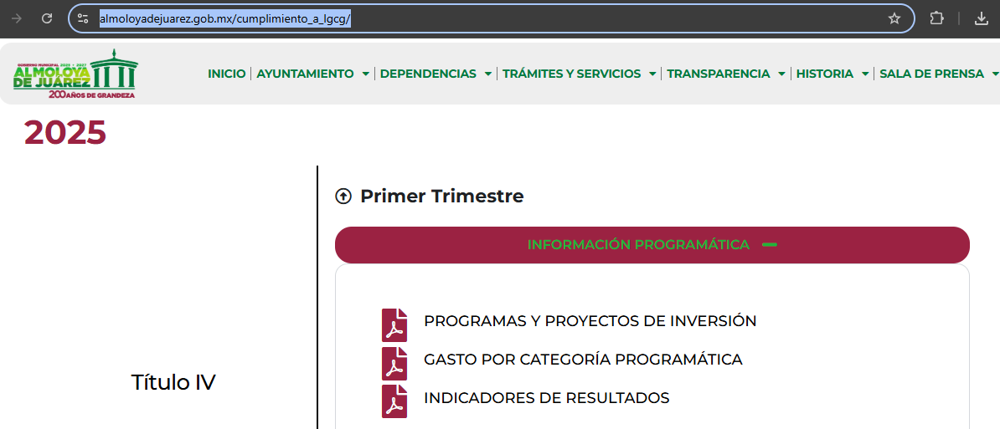 almoloyadejuarez.gob.mx/cumplimiento_a_lgcg/
GOBIERNO MUNICIPAL 2025 - 2027
ALMOLOYA
DE JUÁREZ
200 AÑOS DE GRANDEZA
INICIO AYUNTAMIENTO DEPENDENCIAS TRÁMITES Y SERVICIOS TRANSPARENCIA HISTORIA SALA DE PRENSA
2025
Primer Trimestre
INFORMACIÓN PROGRAMÁTICA
PROGRAMAS Y PROYECTOS DE INVERSIÓN
GASTO POR CATEGORÍA PROGRAMÁTICA
Título IV
INDICADORES DE RESULTADOS